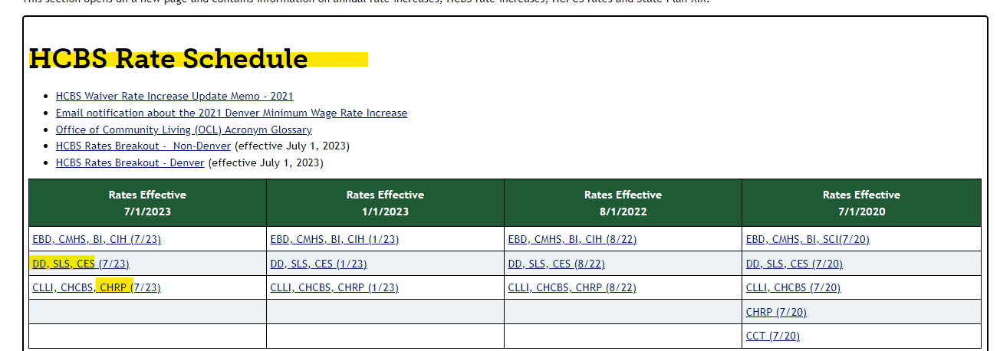 This section opens on a new page and contains information on annual rate increases, HCBS rate increases, HCPCS rates and State Plan XIX.
HCBS Rate Schedule
• HCBS Waiver Rate Increase Update Memo - 2021
• Email notification about the 2021 Denver Minimum Wage Rate Increase
• Office of Community Living (OCL) Acronym Glossary
• HCBS Rates Breakout -  Non-Denver (effective July 1, 2023)
• HCBS Rates Breakout - Denver (effective July 1, 2023)
Rates Effective 7/1/2023 Rates Effective 1/1/2023 Rates Effective 8/1/2022 Rates Effective 7/1/2020
EBD, CMHS, BI, CIH (7/23) EBD, CMHS, BI, CIH (1/23) EBD, CMHS, BI, CIH (8/22) EBD, CMHS, BI, SCI(7/20)
DD, SLS, CES (7/23) DD, SLS, CES (1/23) DD, SLS, CES (8/22) DD, SLS, CES (7/20)
CLLI, CHCBS, CHRP (7/23) CLLI, CHCBS, CHRP (1/23) CLLI, CHCBS, CHRP (8/22) CLLI, CHCBS (7/20)
CHRP (7/20)
CCT (7/20)